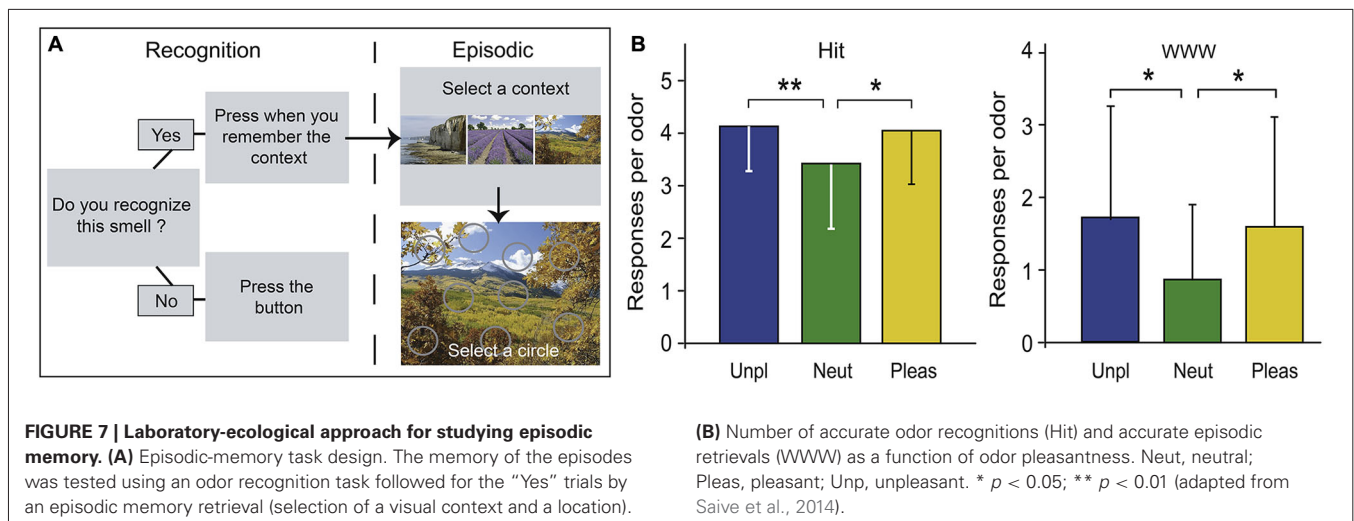 A
Recognition
Episodic
Do you recognize
this smell ?
Yes
Press when you
remember the
context
No
Press the
button
Select a context
Select a circle
B
Hit
Responses per odor
5
4
3
2
1
0
**
*
Unpl
Neut
Pleas
WWW
Responses per odor
4
3
2
1
0
*
*
Unpl
Neut
Pleas
FIGURE 7 | Laboratory-ecological approach for studying episodic
memory. (A) Episodic-memory task design. The memory of the episodes
was tested using an odor recognition task followed for the “Yes” trials by
an episodic memory retrieval (selection of a visual context and a location).
(B) Number of accurate odor recognitions (Hit) and accurate episodic
retrievals (WWW) as a function of odor pleasantness. Neut, neutral;
Pleas, pleasant; Unp, unpleasant. * p < 0.05; ** p < 0.01 (adapted from
Saive et al., 2014).